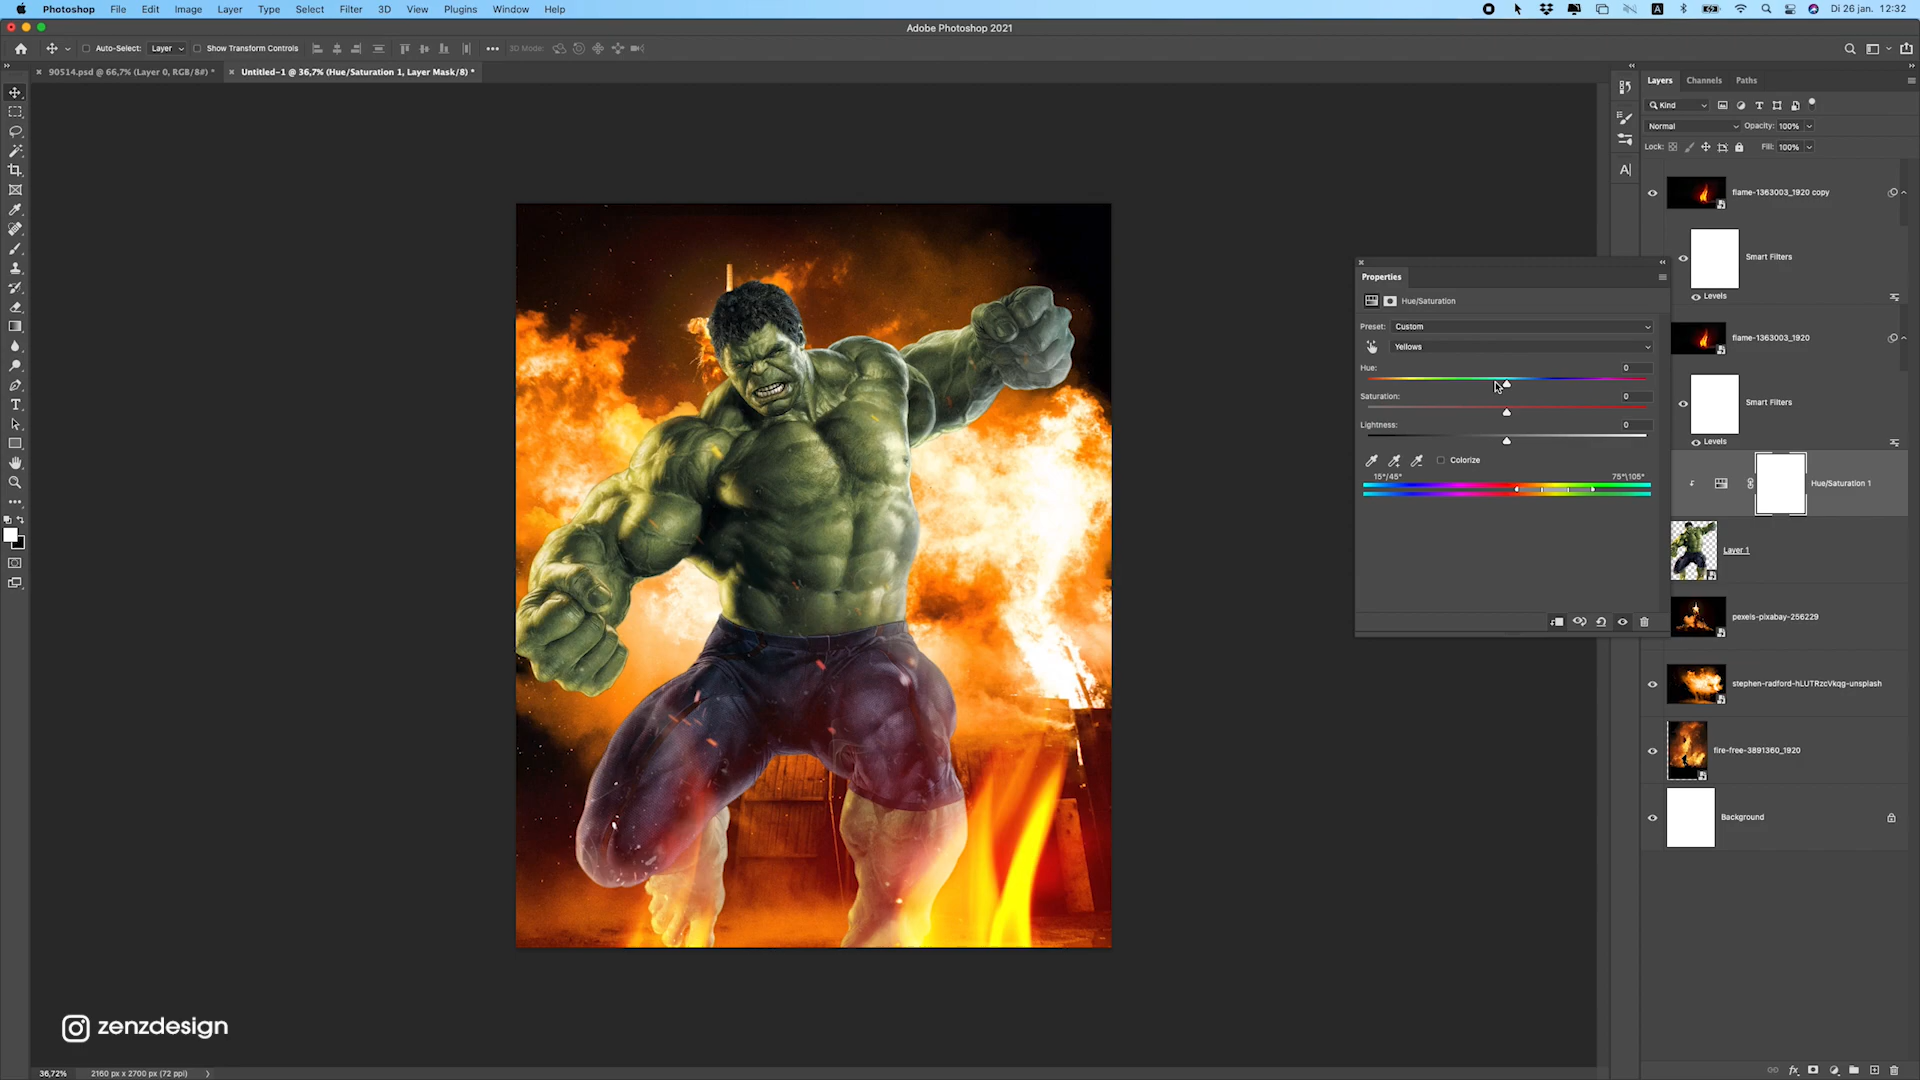 Photoshop File Edit Image Layer Type Select Filter 3D View Plugins Window Help
A
Di 26 jan. 12:32
Adobe Photoshop 2021
Auto-Select: Layer Show Transform Controls
3D Mode:
90514.psd @ 66,7% (Layer 0, RGB/8#) *
Untitled-1 @ 36,7% (Hue/Saturation 1, Layer Mask/8) *
Layers Channels Paths
Kind
Normal Opacity: 100%
Lock: Fill: 100%
flame-1363003_1920 copy
Smart Filters
Levels
flame-1363003_1920
Smart Filters
Levels
Hue/Saturation 1
Layer 1
pexels-pixabay-256229
stephen-radford-hLUTRzcVkqg-unsplash
fire-free-3891360_1920
Background
Properties
Hue/Saturation
Preset: Custom
Yellows
Hue: 0
Saturation: 0
Lightness: 0
Colorize
15°/45° 75°\105°
zenzdesign
36,72% 2160 px x 2700 px (72 ppi)